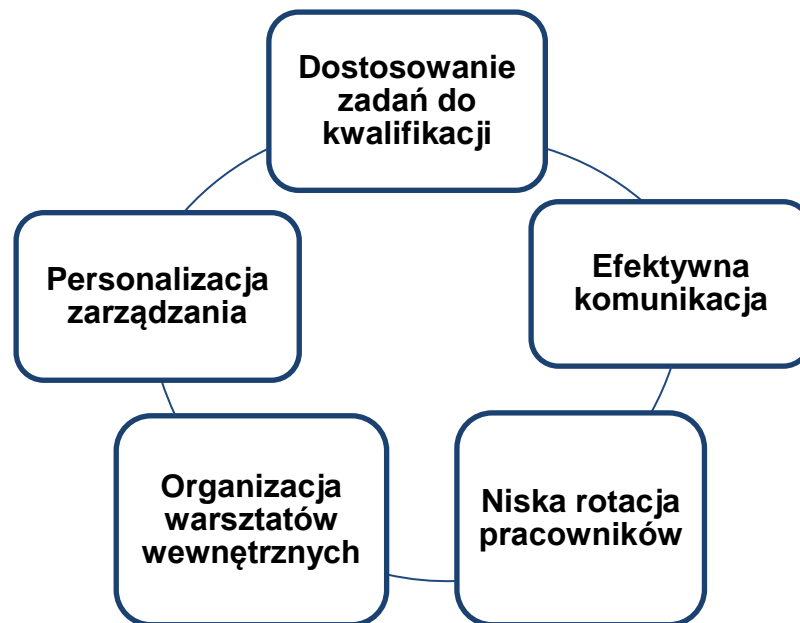 Dostosowanie
zadań do
kwalifikacji
Efektywna
komunikacja
Niska rotacja
pracowników
Organizacja
warsztatów
wewnętrznych
Personalizacja
zarządzania